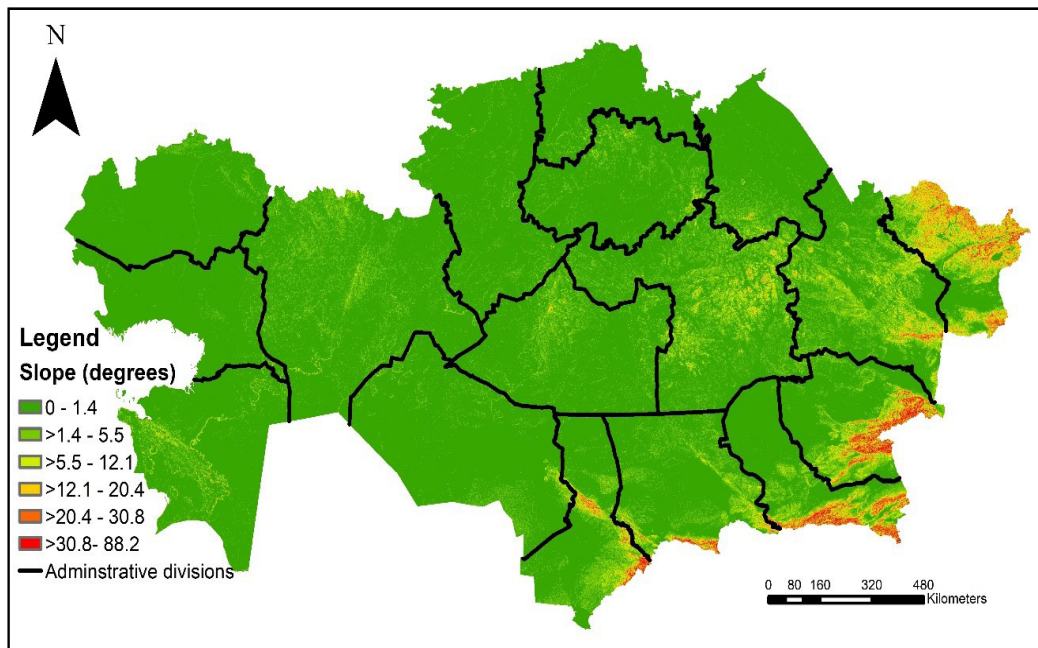 N
Legend
Slope (degrees)
0 - 1.4
>1.4 - 5.5
>5.5 - 12.1
>12.1 - 20.4
>20.4 - 30.8
>30.8- 88.2
Adminstrative divisions
0 80 160 320 480
Kilometers